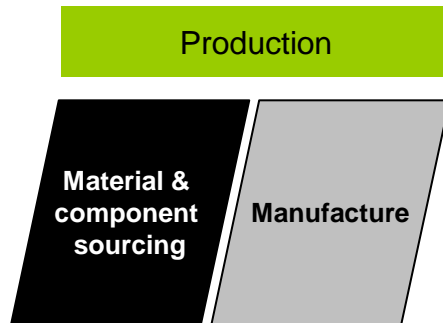 Production
Material &
component
sourcing
Manufacture